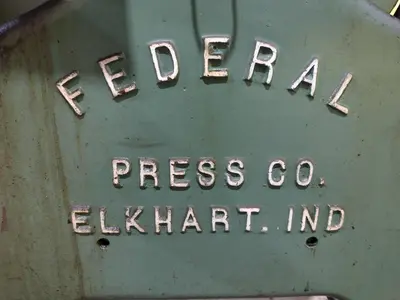 FEDERAL
PRESS CO.
ELKHART. IND